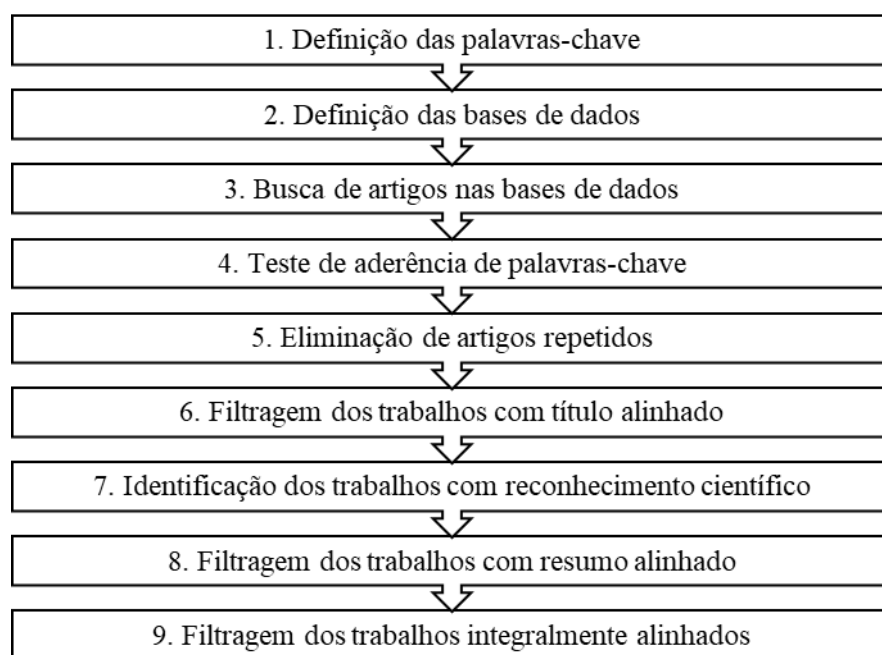 1. Definição das palavras-chave
2. Definição das bases de dados
3. Busca de artigos nas bases de dados
4. Teste de aderência de palavras-chave
5. Eliminação de artigos repetidos
6. Filtragem dos trabalhos com título alinhado
7. Identificação dos trabalhos com reconhecimento científico
8. Filtragem dos trabalhos com resumo alinhado
9. Filtragem dos trabalhos integralmente alinhados